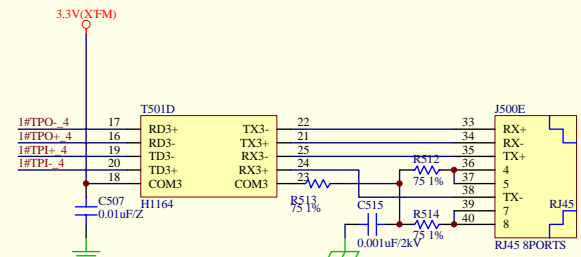 3.3V(X'FM)
T501D
J500E
1#TPO-_4 17 RD3+ TX3- 22 33 RX+
1#TPO+_4 16 RD3- TX3+ 21 34 RX-
1#TPI+_4 19 TD3- RX3- 25 35 TX+
1#TPI-_4 20 TD3+ RX3+ 24 R512 36 4
18 COM3 COM3 23 75 1% 37 5
38 TX-
C507 H1164 R513 C515 R514 39 7 RJ45
0.01uF/Z 75 1% 75 1% 40 8
0.001uF/2kV RJ45 8PORTS